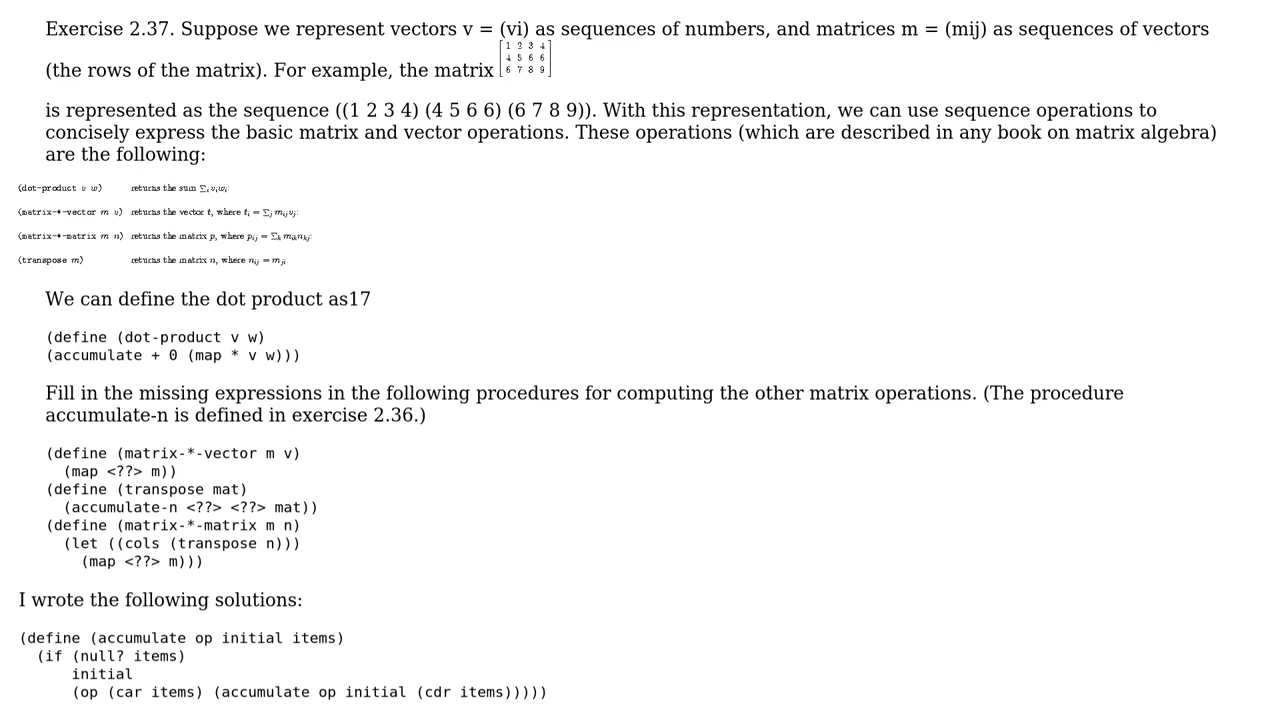 Exercise 2.37. Suppose we represent vectors v = (vi) as sequences of numbers, and matrices m = (mij) as sequences of vectors
(the rows of the matrix). For example, the matrix
1 2 3 4
4 5 6 6
6 7 8 9
is represented as the sequence ((1 2 3 4) (4 5 6 6) (6 7 8 9)). With this representation, we can use sequence operations to
concisely express the basic matrix and vector operations. These operations (which are described in any book on matrix algebra)
are the following:
(dot-product v w) returns the sum Σᵢvᵢwᵢ;
(matrix-*-vector m v) returns the vector t, where tᵢ = Σⱼmᵢⱼvⱼ;
(matrix-*-matrix m n) returns the matrix p, where pᵢⱼ = Σₖmᵢₖnₖⱼ;
(transpose m) returns the matrix n, where nᵢⱼ = mⱼᵢ.
We can define the dot product as17
(define (dot-product v w)
(accumulate + 0 (map * v w)))
Fill in the missing expressions in the following procedures for computing the other matrix operations. (The procedure
accumulate-n is defined in exercise 2.36.)
(define (matrix-*-vector m v)
(map <??> m))
(define (transpose mat)
(accumulate-n <??> <??> mat))
(define (matrix-*-matrix m n)
(let ((cols (transpose n)))
(map <??> m)))
I wrote the following solutions:
(define (accumulate op initial items)
(if (null? items)
initial
(op (car items) (accumulate op initial (cdr items)))))